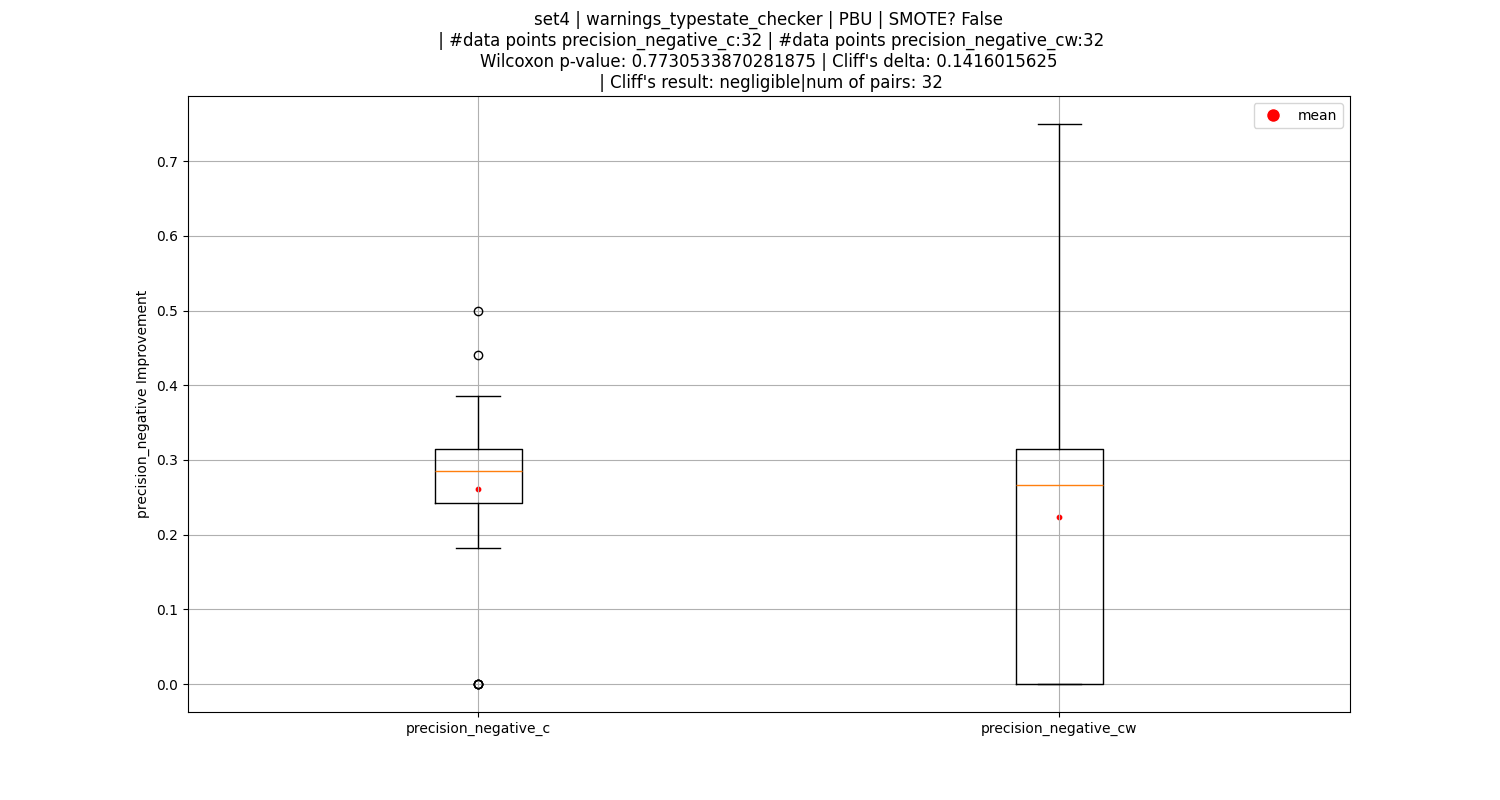 set4 | warnings_typestate_checker | PBU | SMOTE? False
| #data points precision_negative_c:32 | #data points precision_negative_cw:32
Wilcoxon p-value: 0.7730533870281875 | Cliff's delta: 0.1416015625
| Cliff's result: negligible|num of pairs: 32
mean
precision_negative Improvement
0.7
0.6
0.5
0.4
0.3
0.2
0.1
0.0
precision_negative_c
precision_negative_cw